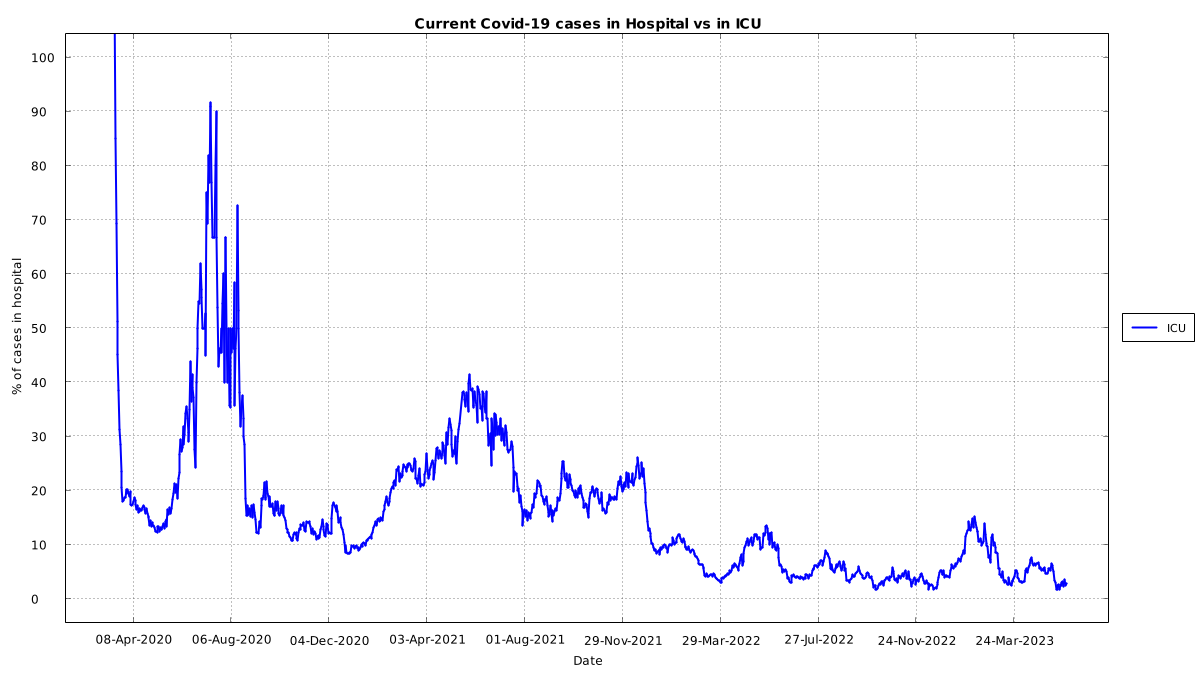 Current Covid-19 cases in Hospital vs in ICU
100
90
80
70
60
50
40
30
20
10
0
% of cases in hospital
08-Apr-2020 06-Aug-2020 04-Dec-2020 03-Apr-2021 01-Aug-2021 29-Nov-2021 29-Mar-2022 27-Jul-2022 24-Nov-2022 24-Mar-2023
Date
ICU